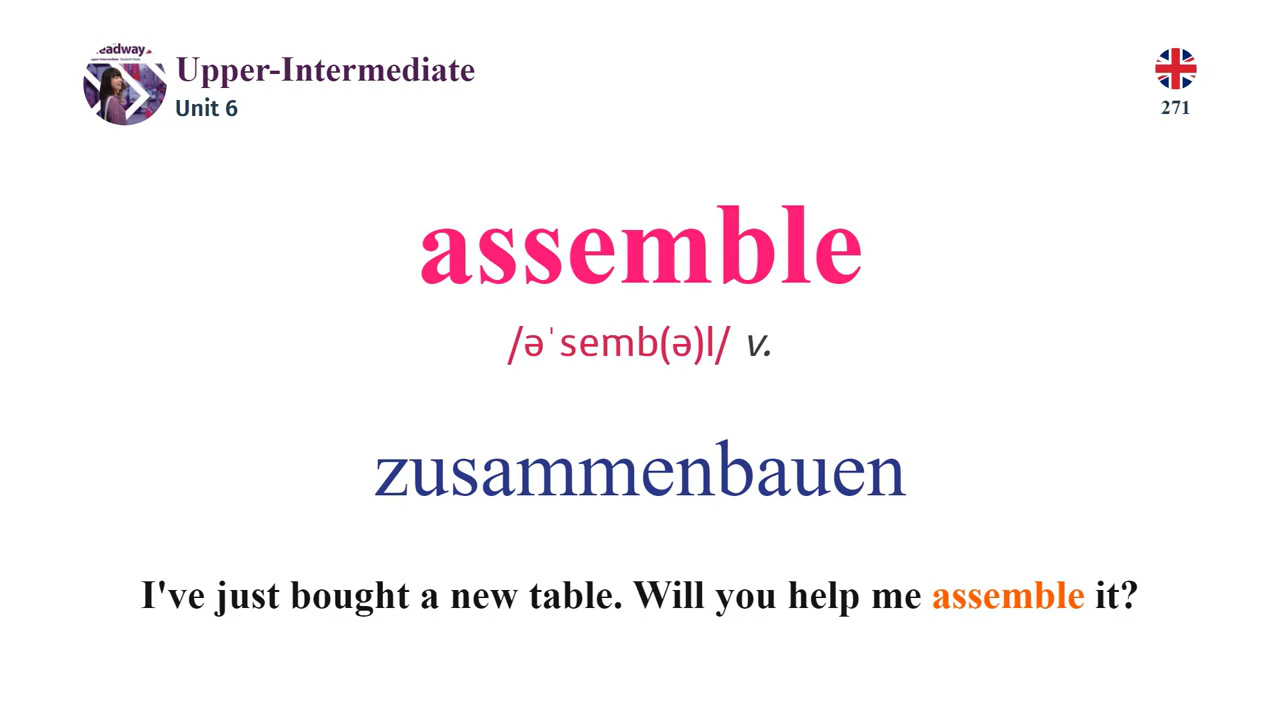 eadway
Upper-Intermediate
Unit 6
271
assemble
/əˈsemb(ə)l/ v.
zusammenbauen
I've just bought a new table. Will you help me assemble it?